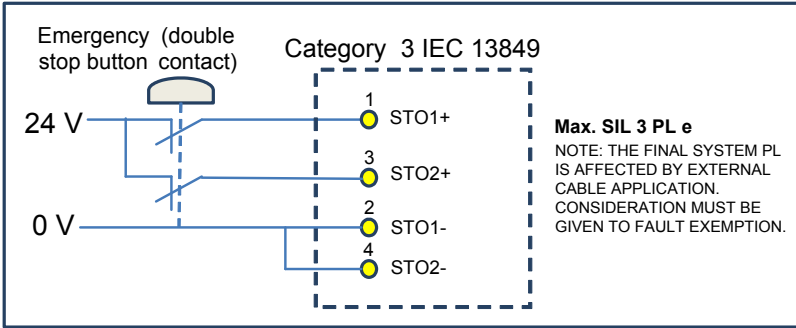 Emergency (double
stop button contact)
Category 3 IEC 13849
24 V
1
STO1+
3
STO2+
0 V
2
STO1-
4
STO2-
Max. SIL 3 PL e
NOTE: THE FINAL SYSTEM PL
IS AFFECTED BY EXTERNAL
CABLE APPLICATION.
CONSIDERATION MUST BE
GIVEN TO FAULT EXEMPTION.